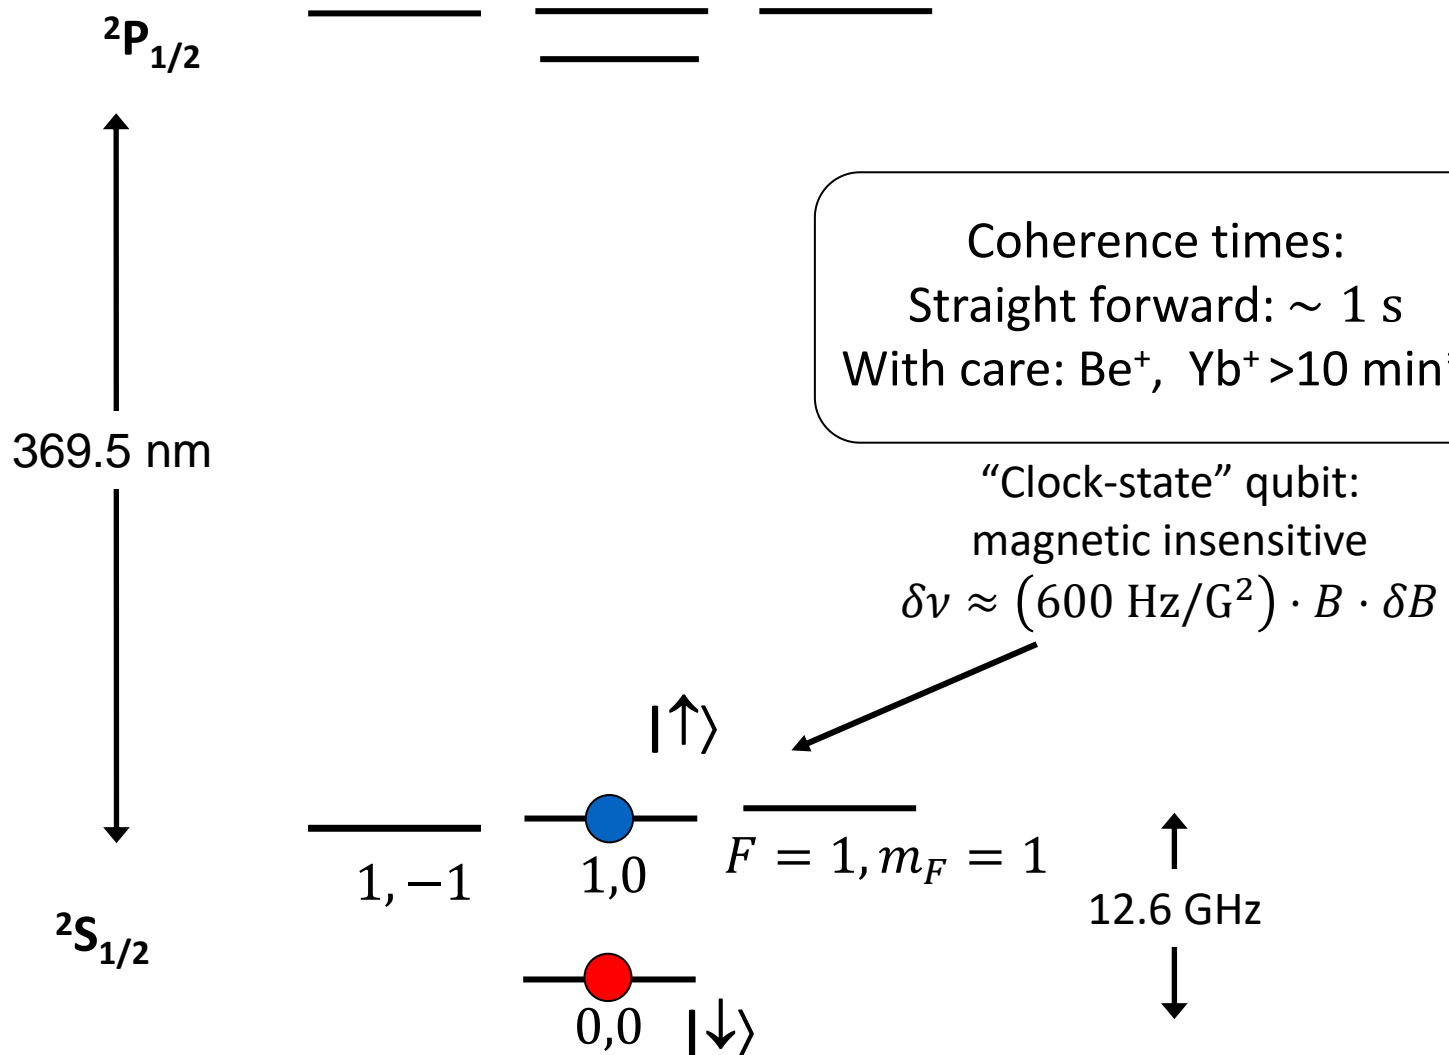 ²P₁/₂
Coherence times:
Straight forward: ~ 1 s
With care: Be⁺, Yb⁺ >10 min
369.5 nm
“Clock-state” qubit:
magnetic insensitive
δν ≈ (600 Hz/G²) · B · δB
|↑⟩
1,−1
1,0
F = 1, m_F = 1
12.6 GHz
²S₁/₂
0,0
|↓⟩